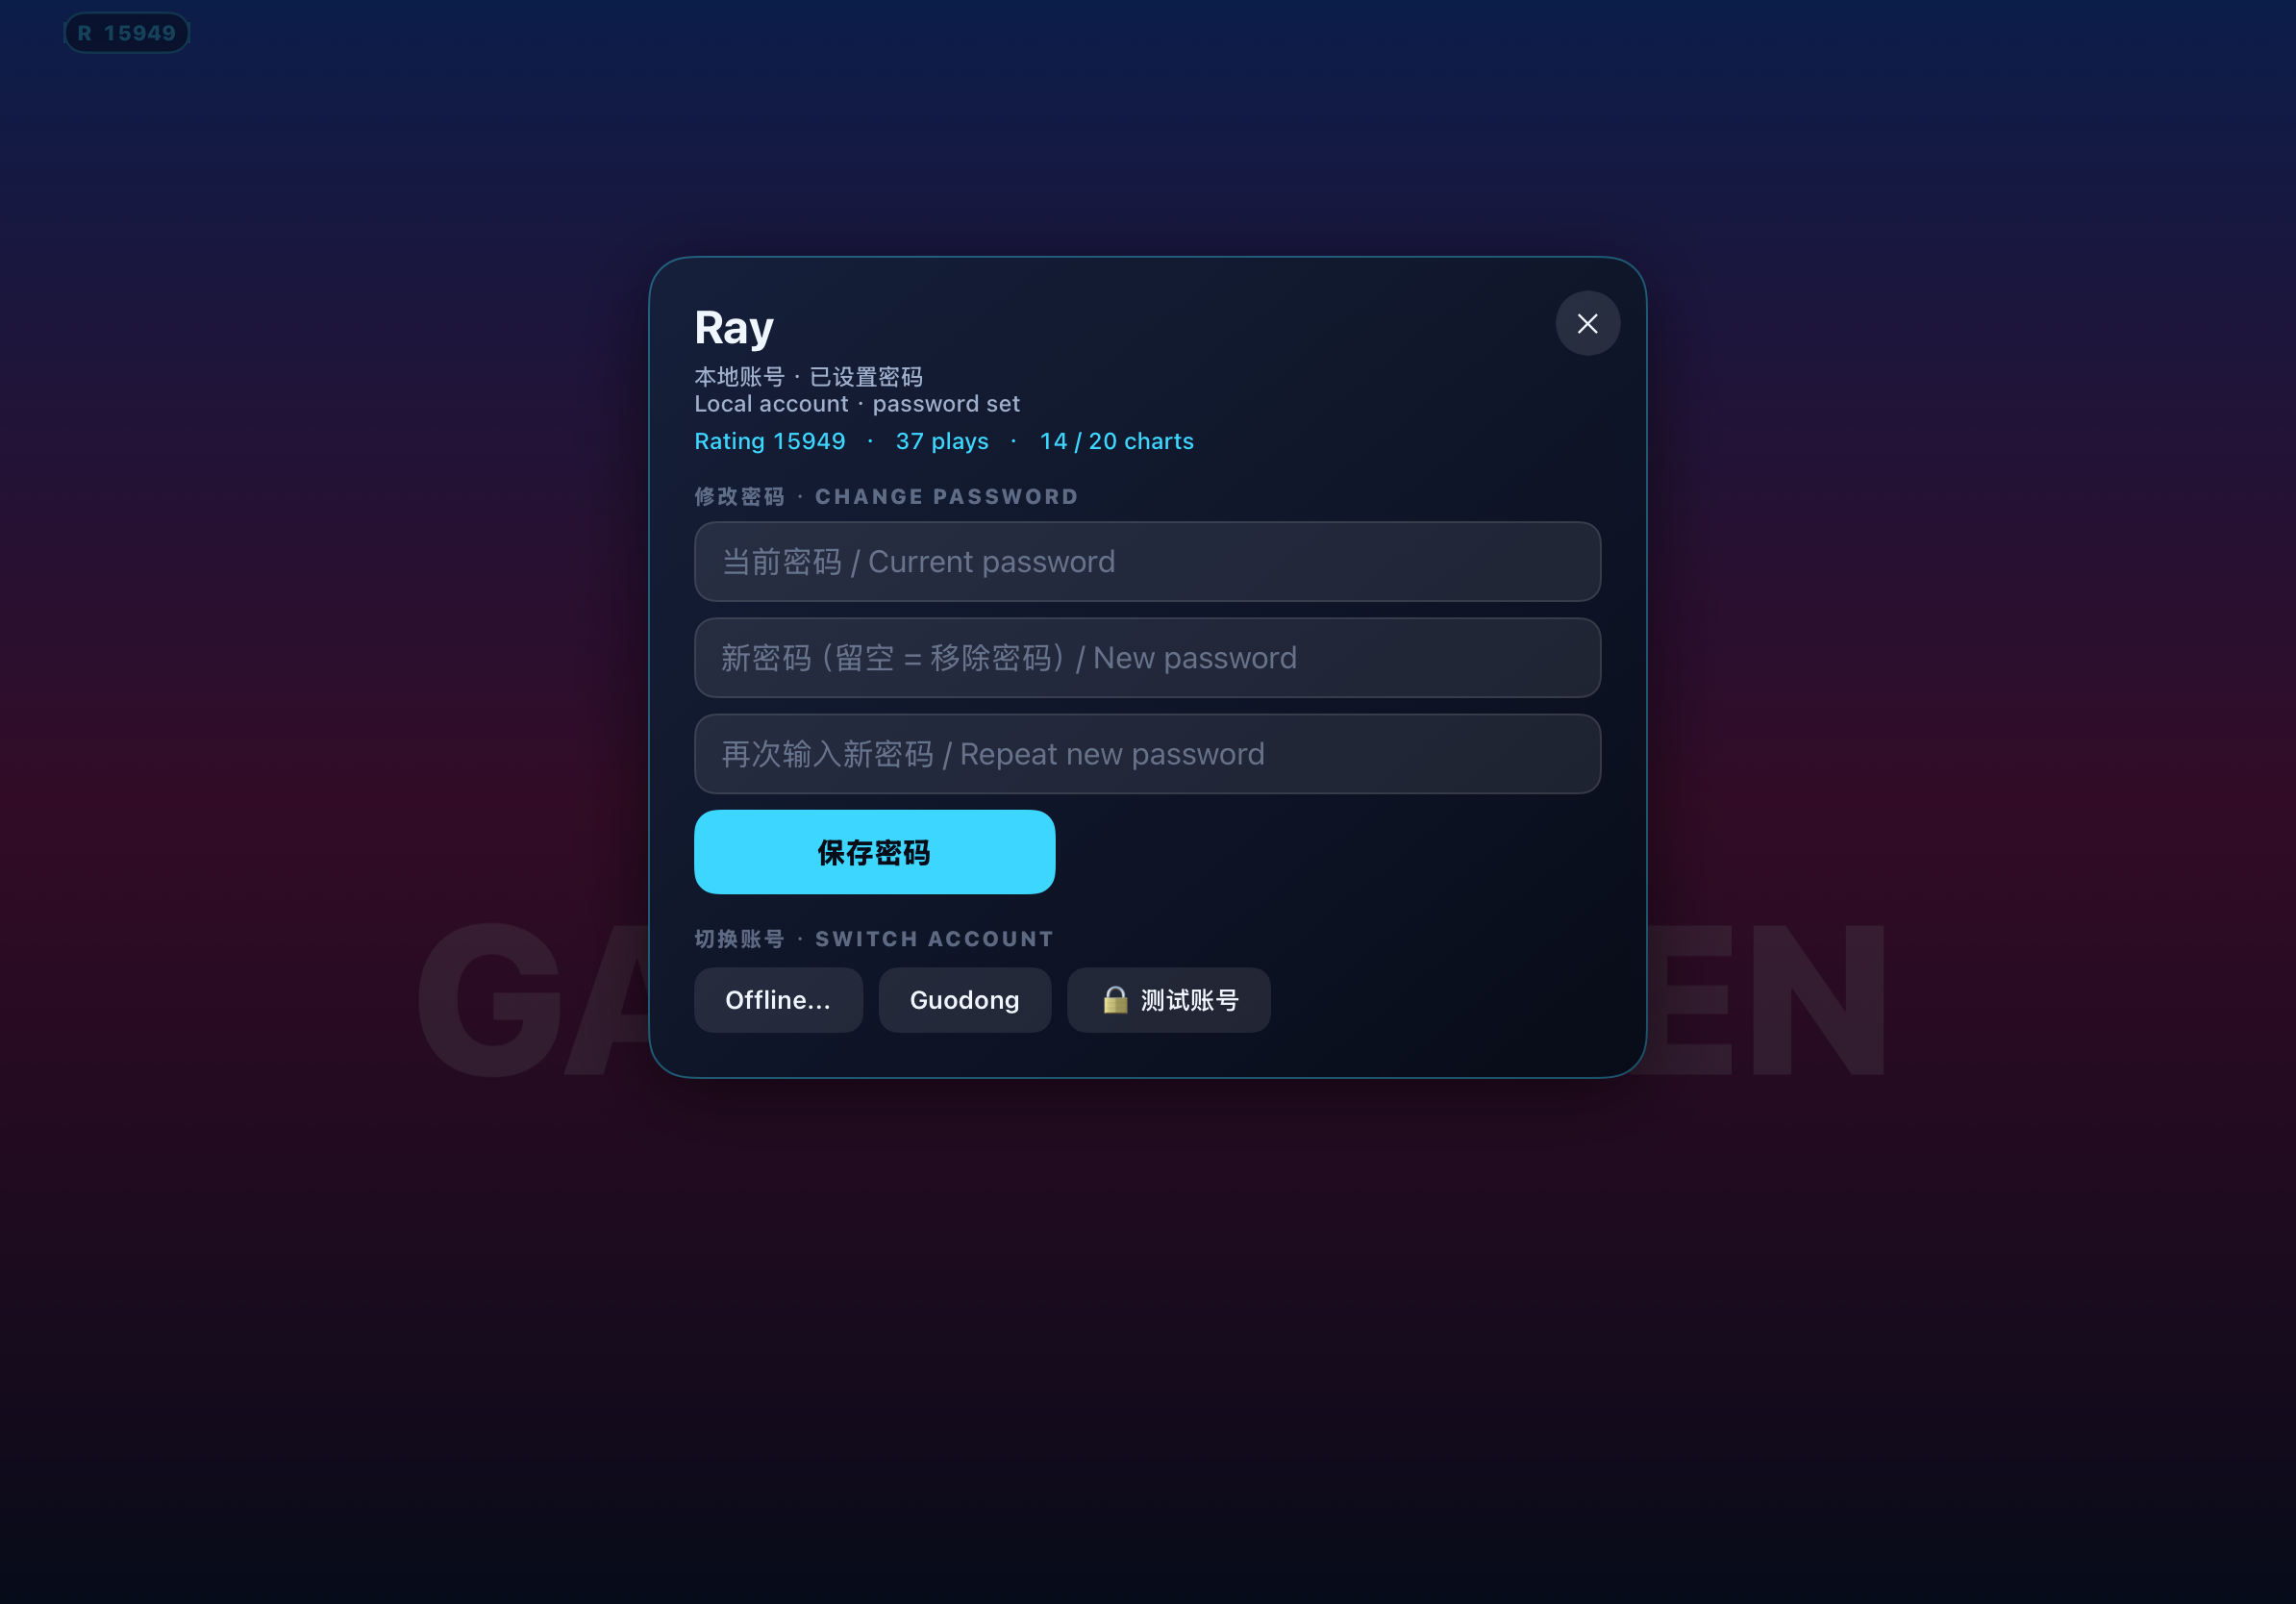 R 15949
Ray
本地账号 · 已设置密码
Local account · password set
Rating 15949 · 37 plays · 14 / 20 charts
修改密码 · CHANGE PASSWORD
当前密码 / Current password
新密码 (留空 = 移除密码) / New password
再次输入新密码 / Repeat new password
保存密码
切换账号 · SWITCH ACCOUNT
Offline... Guodong 测试账号